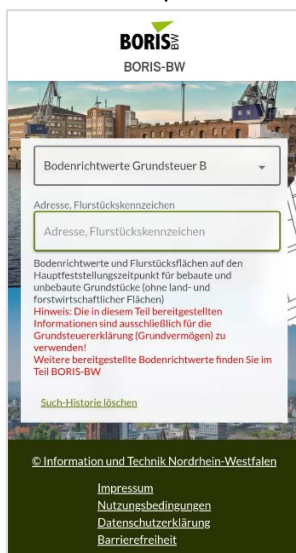 BORIS BW
BORIS-BW
Bodenrichtwerte Grundsteuer B
Adresse, Flurstückskennzeichen
Adresse, Flurstückskennzeichen
Bodenrichtwerte und Flurstücksflächen auf den
Hauptfeststellungszeitpunkt für bebaute und
unbebaute Grundstücke (ohne land- und
forstwirtschaftlicher Flächen)
Hinweis: Die in diesem Teil bereitgestellten
Informationen sind ausschließlich für die
Grundsteuererklärung (Grundvermögen) zu
verwenden!
Weitere bereitgestellte Bodenrichtwerte finden Sie im
Teil BORIS-BW
Such-Historie löschen
© Information und Technik Nordrhein-Westfalen
Impressum
Nutzungsbedingungen
Datenschutzerklärung
Barrierefreiheit